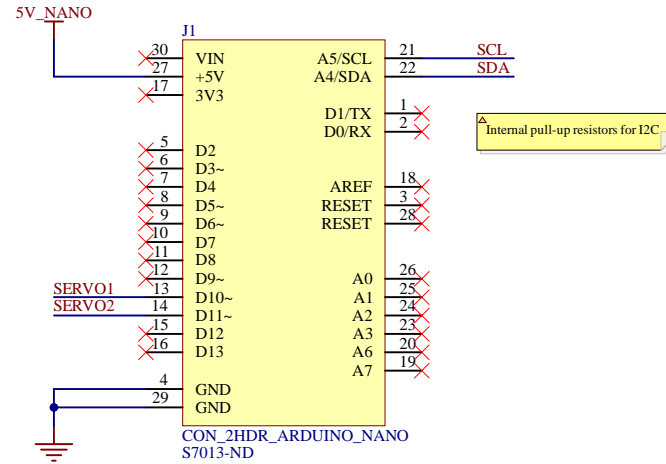 5V_NANO
J1
30 VIN A5/SCL 21 SCL
27 +5V A4/SDA 22 SDA
17 3V3
D1/TX 1
D0/RX 2
Internal pull-up resistors for I2C
5 D2
6 D3~
7 D4 AREF 18
8 D5~ RESET 3
9 D6~ RESET 28
10 D7
11 D8
12 D9~ A0 26
SERVO1 13 D10~ A1 25
SERVO2 14 D11~ A2 24
15 D12 A3 23
16 D13 A6 20
A7 19
4 GND
29 GND
CON_2HDR_ARDUINO_NANO
S7013-ND